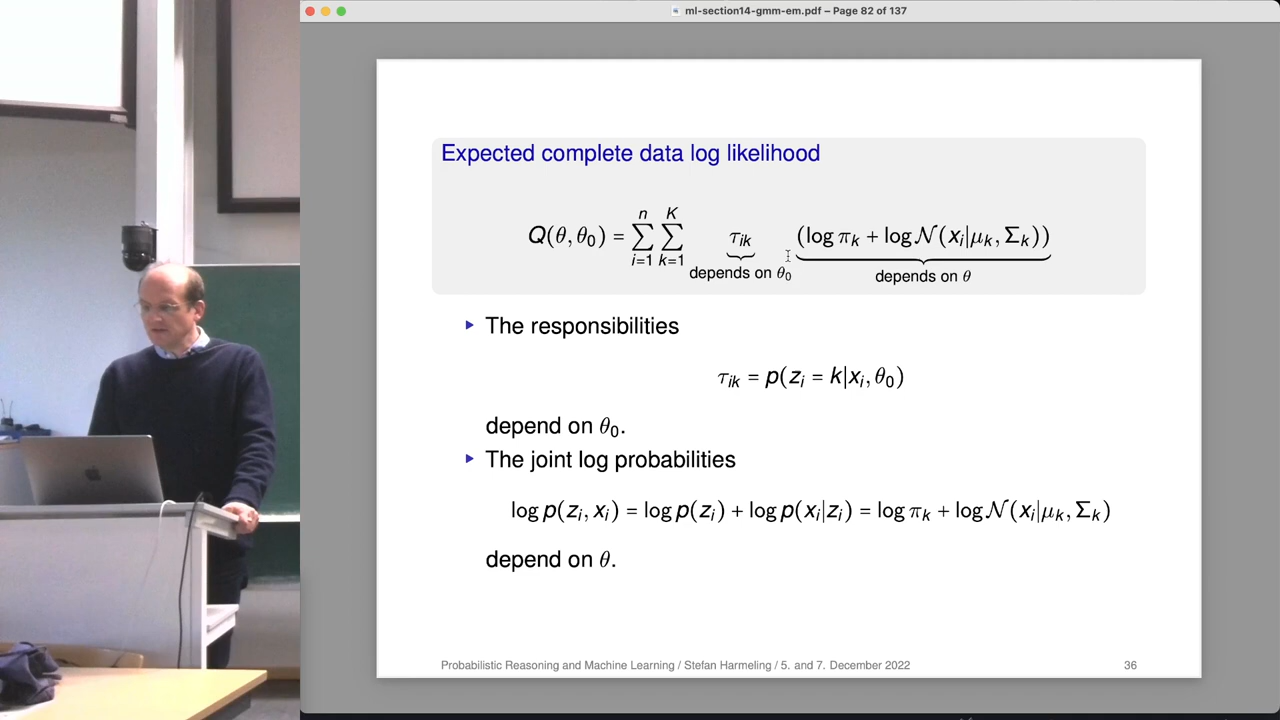 ml-section14-gmm-em.pdf – Page 82 of 137
Expected complete data log likelihood
Q(θ, θ₀) = ∑ᵢ₌₁ⁿ ∑ₖ₌₁ᴷ τᵢₖ (log πₖ + log 𝒩(xᵢ|μₖ, Σₖ))
depends on θ₀ depends on θ
▸ The responsibilities
τᵢₖ = p(zᵢ = k|xᵢ, θ₀)
depend on θ₀.
▸ The joint log probabilities
log p(zᵢ, xᵢ) = log p(zᵢ) + log p(xᵢ|zᵢ) = log πₖ + log 𝒩(xᵢ|μₖ, Σₖ)
depend on θ.
Probabilistic Reasoning and Machine Learning / Stefan Harmeling / 5. and 7. December 2022 36